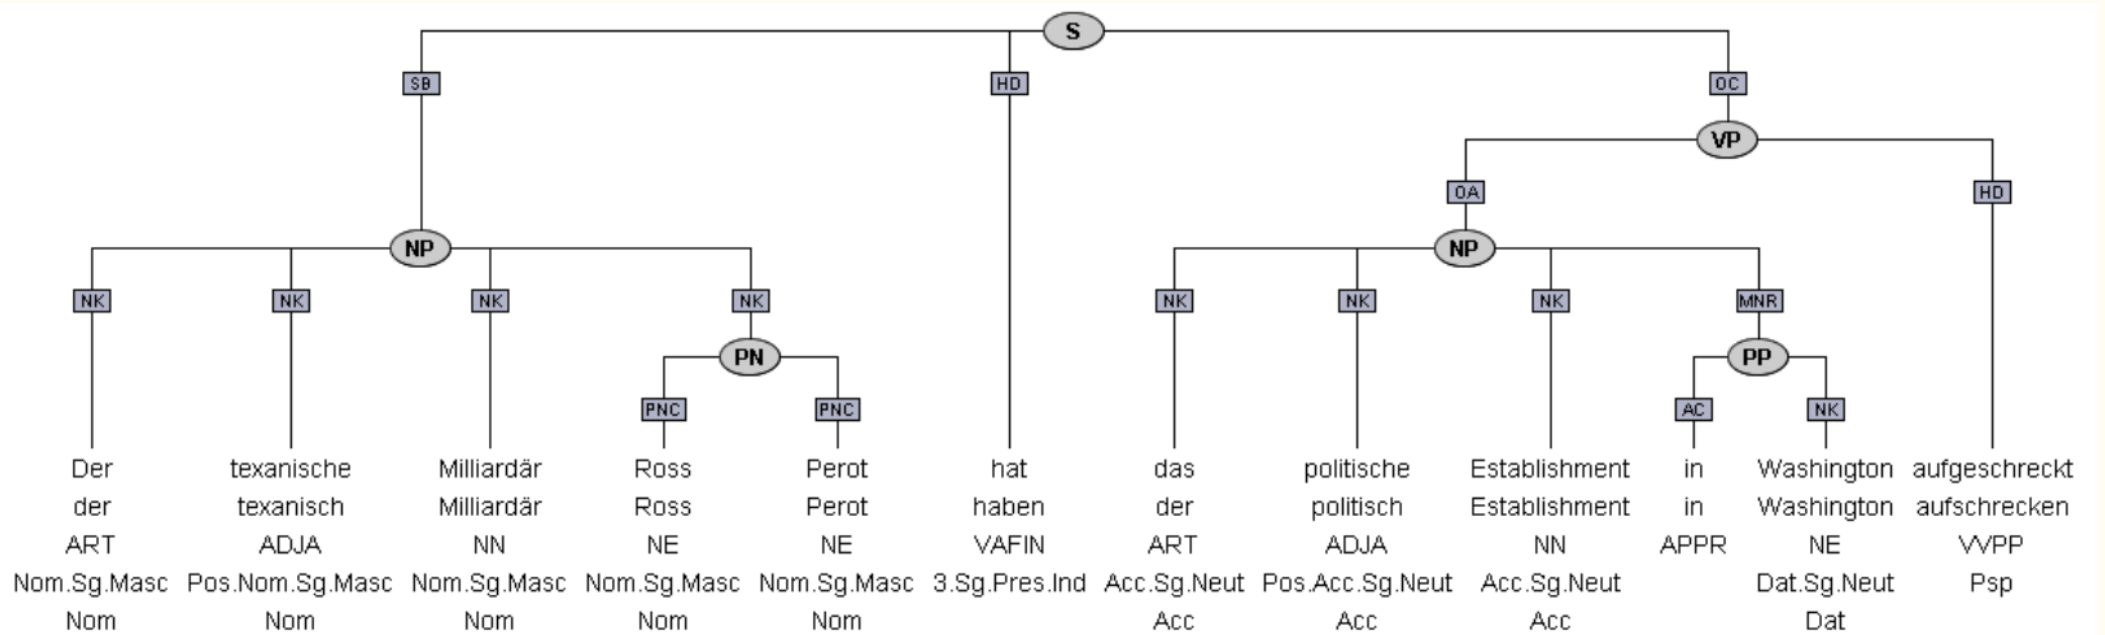 S
SB HD OC
VP
OA HD
NP NP
NK NK NK NK NK NK NK MNR
PN PP
PNC PNC AC NK
Der texanische Milliardär Ross Perot hat das politische Establishment in Washington aufgeschreckt
der texanisch Milliardär Ross Perot haben der politisch Establishment in Washington aufschrecken
ART ADJA NN NE NE VAFIN ART ADJA NN APPR NE VVPP
Nom.Sg.Masc Pos.Nom.Sg.Masc Nom.Sg.Masc Nom.Sg.Masc Nom.Sg.Masc 3.Sg.Pres.Ind Acc.Sg.Neut Pos.Acc.Sg.Neut Acc.Sg.Neut Dat.Sg.Neut Psp
Nom Nom Nom Nom Nom Acc Acc Acc Dat